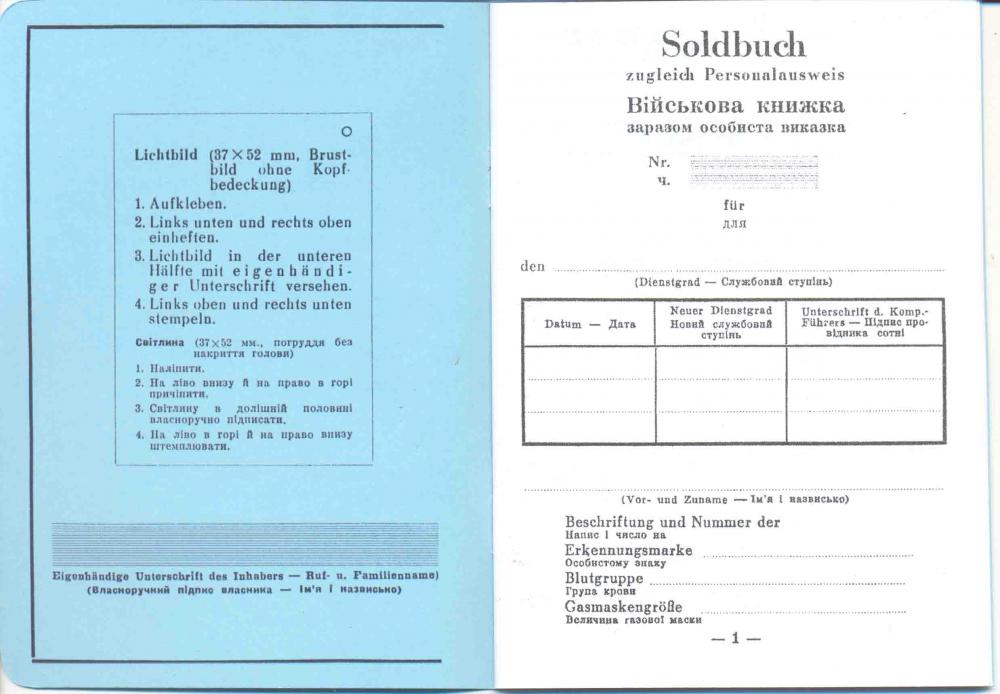 Lichtbild (37×52 mm, Brust-
bild ohne Kopf-
bedeckung)
1. Aufkleben.
2. Links unten und rechts oben
einheften.
3. Lichtbild in der unteren
Hälfte mit eigenhändi-
ger Unterschrift versehen.
4. Links oben und rechts unten
stempeln.
Світлина (37×52 мм., погруддя без
накриття голови)
1. Наліпити.
2. На ліво внизу й на право в горі
причіпити.
3. Світлину в долішній половині
власноручно підписати.
4. На ліво в горі й на право внизу
штемплювати.
Eigenhändige Unterschrift des Inhabers — Ruf- u. Familienname)
(Власноручний підпис власника — Ім'я і назвисько)
Soldbuch
zugleich Personalausweis
Військова книжка
заразом особиста виказка
Nr.
ч.
für
для
den
(Dienstgrad — Службовий ступінь)
Datum — Дата
Neuer Dienstgrad
Новий службовий
ступінь
Unterschrift d. Komp.-
Führers — Підпис про-
відника сотні
(Vor- und Zuname — Ім'я і назвисько)
Beschriftung und Nummer der
Напис і число на
Erkennungsmarke
Особистому знаку
Blutgruppe
Група крови
Gasmaskengröße
Величина газової маски
— 1 —